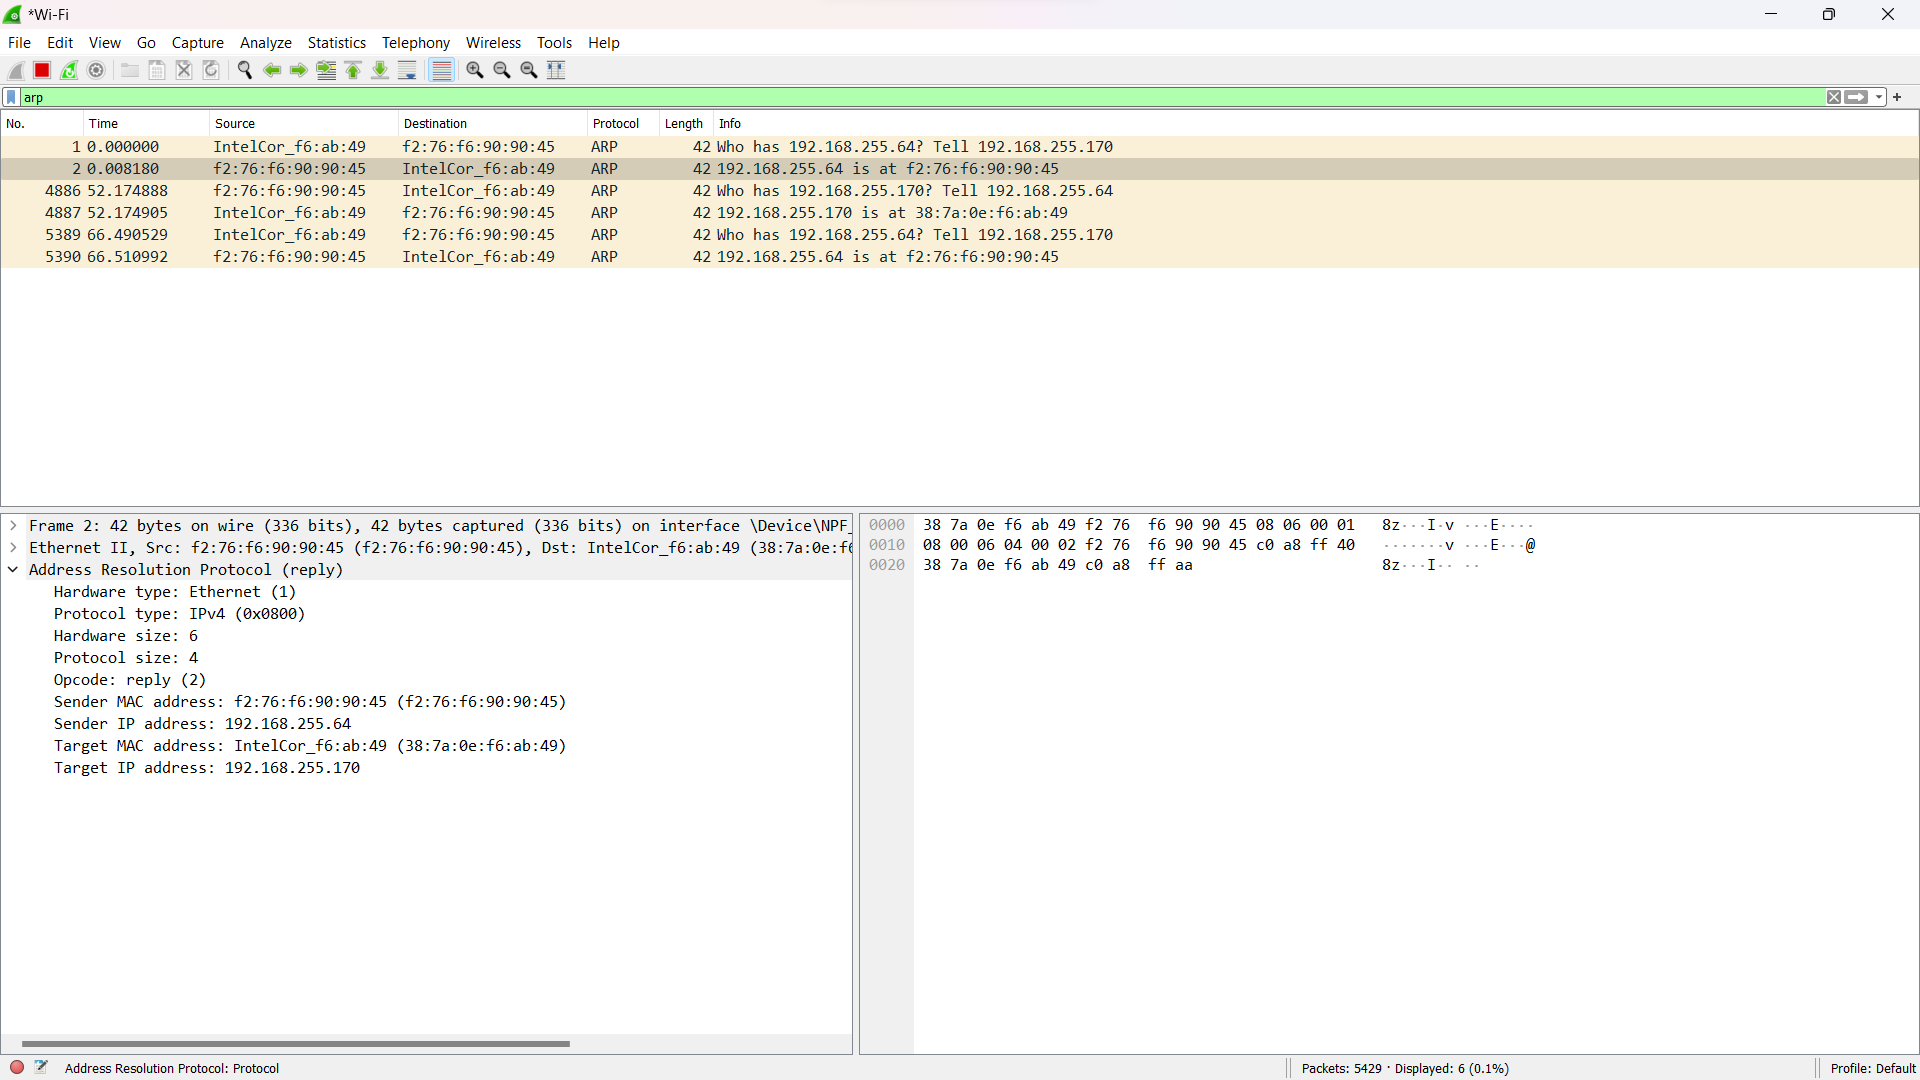 *Wi-Fi
File Edit View Go Capture Analyze Statistics Telephony Wireless Tools Help
arp
No. Time Source Destination Protocol Length Info
1 0.000000 IntelCor_f6:ab:49 f2:76:f6:90:90:45 ARP 42 Who has 192.168.255.64? Tell 192.168.255.170
2 0.008180 f2:76:f6:90:90:45 IntelCor_f6:ab:49 ARP 42 192.168.255.64 is at f2:76:f6:90:90:45
4886 52.174888 f2:76:f6:90:90:45 IntelCor_f6:ab:49 ARP 42 Who has 192.168.255.170? Tell 192.168.255.64
4887 52.174905 IntelCor_f6:ab:49 f2:76:f6:90:90:45 ARP 42 192.168.255.170 is at 38:7a:0e:f6:ab:49
5389 66.490529 IntelCor_f6:ab:49 f2:76:f6:90:90:45 ARP 42 Who has 192.168.255.64? Tell 192.168.255.170
5390 66.510992 f2:76:f6:90:90:45 IntelCor_f6:ab:49 ARP 42 192.168.255.64 is at f2:76:f6:90:90:45
Frame 2: 42 bytes on wire (336 bits), 42 bytes captured (336 bits) on interface \Device\NPF_
Ethernet II, Src: f2:76:f6:90:90:45 (f2:76:f6:90:90:45), Dst: IntelCor_f6:ab:49 (38:7a:0e:f6
Address Resolution Protocol (reply)
Hardware type: Ethernet (1)
Protocol type: IPv4 (0x0800)
Hardware size: 6
Protocol size: 4
Opcode: reply (2)
Sender MAC address: f2:76:f6:90:90:45 (f2:76:f6:90:90:45)
Sender IP address: 192.168.255.64
Target MAC address: IntelCor_f6:ab:49 (38:7a:0e:f6:ab:49)
Target IP address: 192.168.255.170
0000 38 7a 0e f6 ab 49 f2 76 f6 90 90 45 08 06 00 01 8z···I·v ···E····
0010 08 00 06 04 00 02 f2 76 f6 90 90 45 c0 a8 ff 40 ·······v ···E···@
0020 38 7a 0e f6 ab 49 c0 a8 ff aa 8z···I·· ··
Address Resolution Protocol: Protocol
Packets: 5429 · Displayed: 6 (0.1%)
Profile: Default